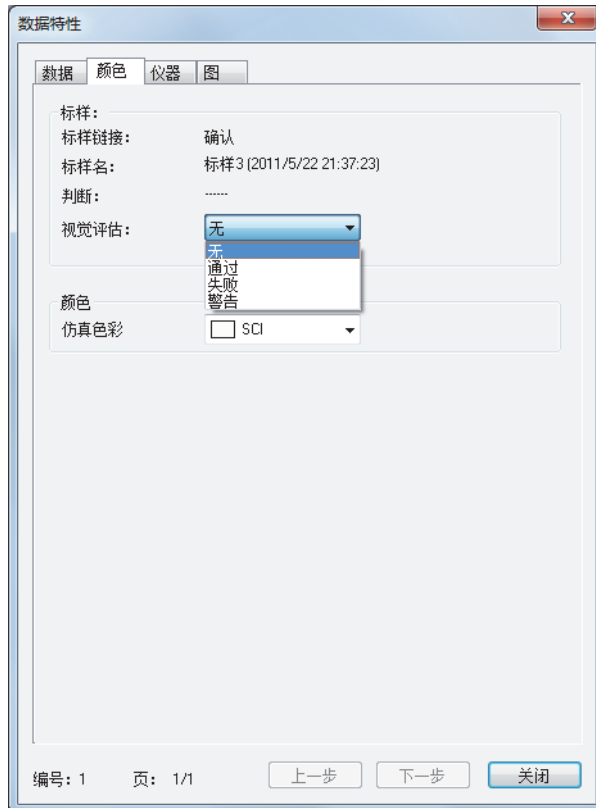 数据特性
数据 颜色 仪器 图
标样：
标样链接： 确认
标样名： 标样3 (2011/5/22 21:37:23)
判断： ------
视觉评估： 无
无
通过
失败
警告
颜色
仿真色彩 SCI
编号：1 页： 1/1 上一步 下一步 关闭